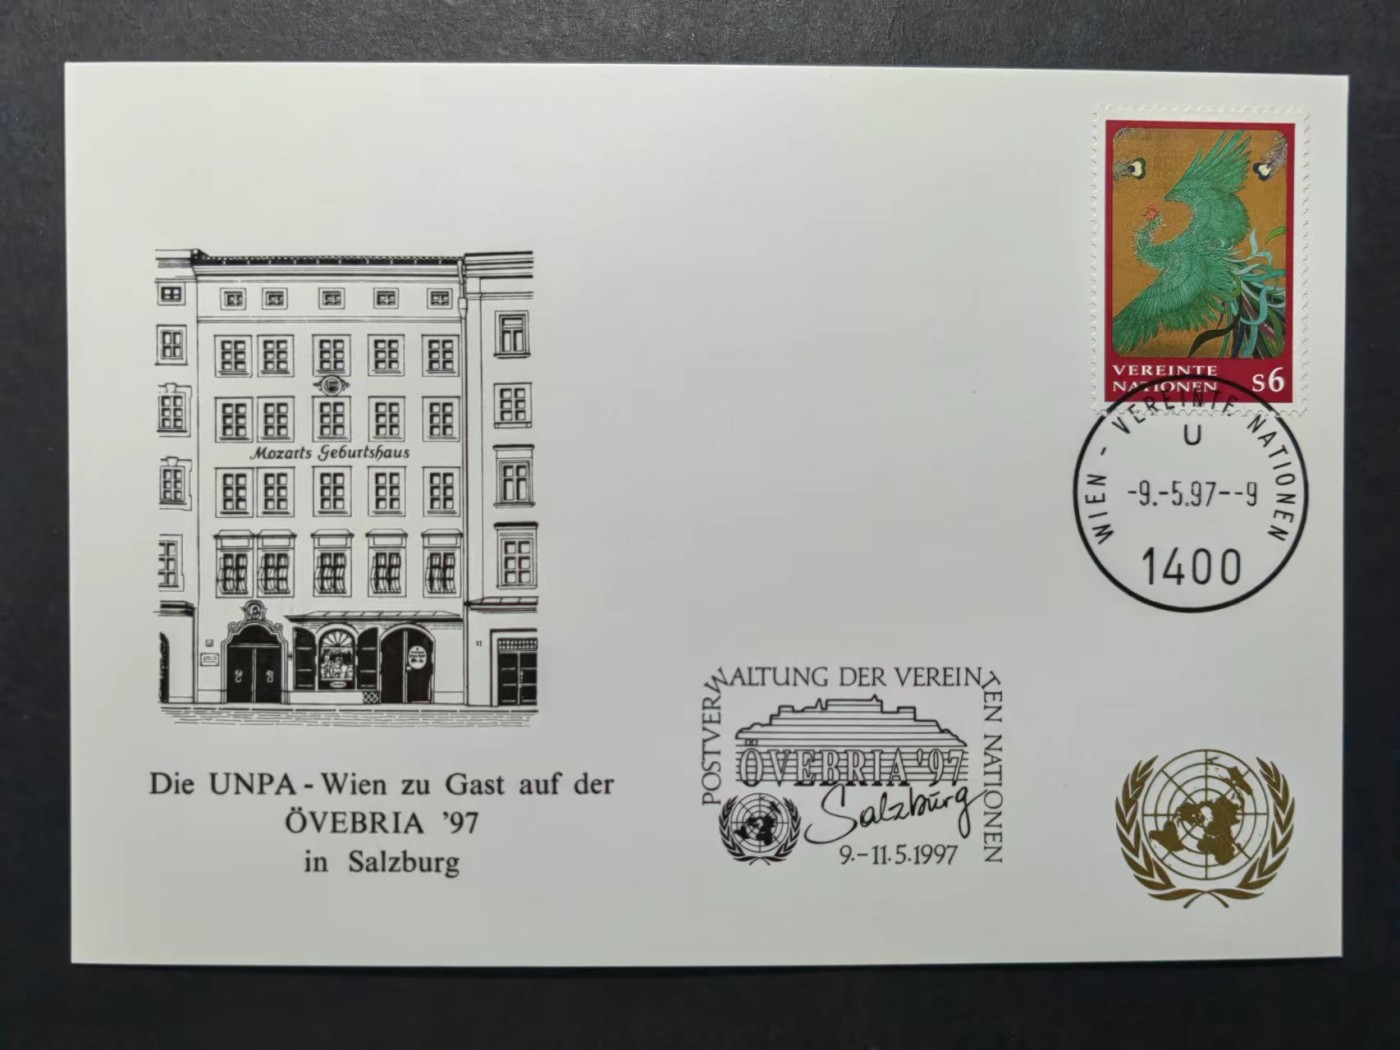 VEREINTE
NATIONEN
S6
WIEN - VEREINTE NATIONEN
U
-9.-5.97--9
1400
Mozarts Geburtshaus
Die UNPA - Wien zu Gast auf der
ÖVEBRIA '97
in Salzburg
POSTVERWALTUNG DER VEREINTEN NATIONEN
ÖVEBRIA '97
Salzburg
9.-11.5.1997